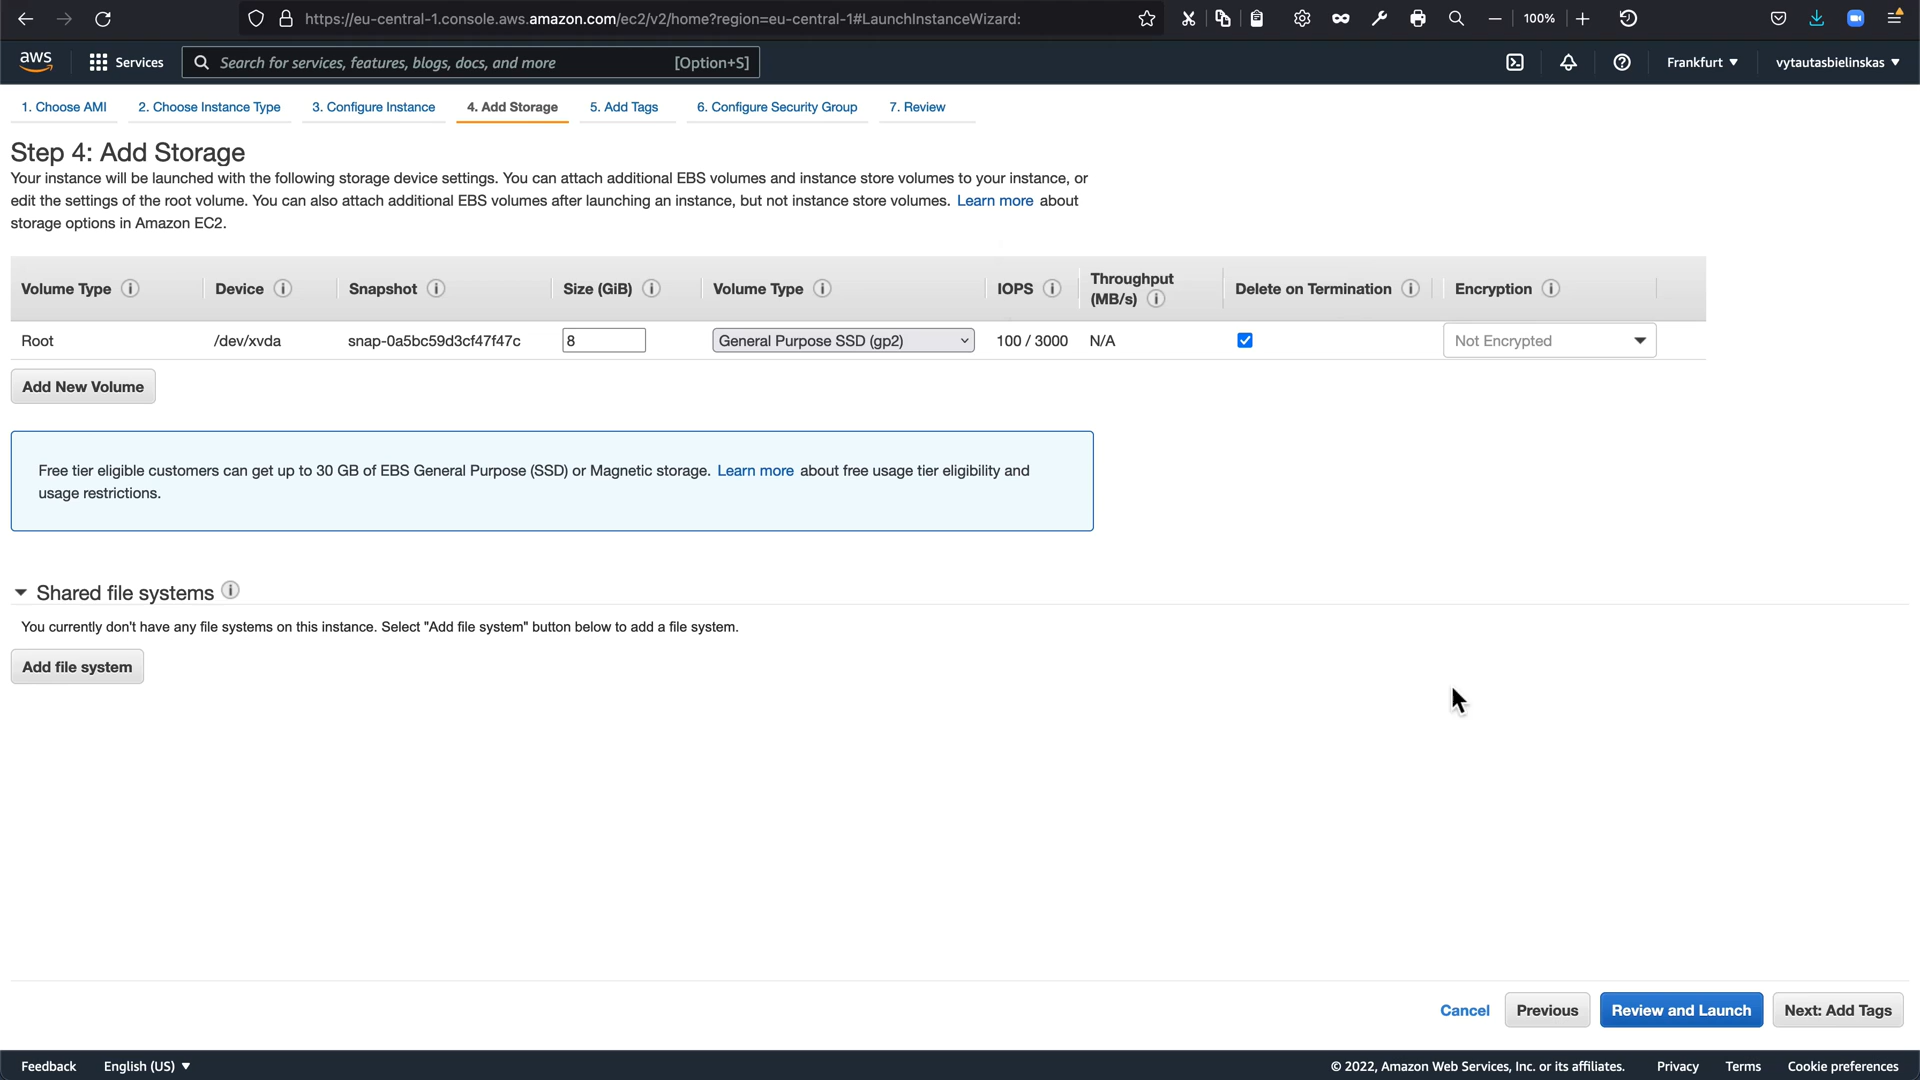 https://eu-central-1.console.aws.amazon.com/ec2/v2/home?region=eu-central-1#LaunchInstanceWizard:
100%
aws
Services
Search for services, features, blogs, docs, and more
[Option+S]
Frankfurt ▼
vytautasbielinskas ▼
1. Choose AMI
2. Choose Instance Type
3. Configure Instance
4. Add Storage
5. Add Tags
6. Configure Security Group
7. Review
Step 4: Add Storage
Your instance will be launched with the following storage device settings. You can attach additional EBS volumes and instance store volumes to your instance, or
edit the settings of the root volume. You can also attach additional EBS volumes after launching an instance, but not instance store volumes. Learn more about
storage options in Amazon EC2.
Volume Type
Device
Snapshot
Size (GiB)
Volume Type
IOPS
Throughput
(MB/s)
Delete on Termination
Encryption
Root
/dev/xvda
snap-0a5bc59d3cf47f47c
8
General Purpose SSD (gp2)
100 / 3000
N/A
Not Encrypted
Add New Volume
Free tier eligible customers can get up to 30 GB of EBS General Purpose (SSD) or Magnetic storage. Learn more about free usage tier eligibility and
usage restrictions.
Shared file systems
You currently don't have any file systems on this instance. Select "Add file system" button below to add a file system.
Add file system
Cancel
Previous
Review and Launch
Next: Add Tags
Feedback
English (US) ▼
© 2022, Amazon Web Services, Inc. or its affiliates.
Privacy
Terms
Cookie preferences